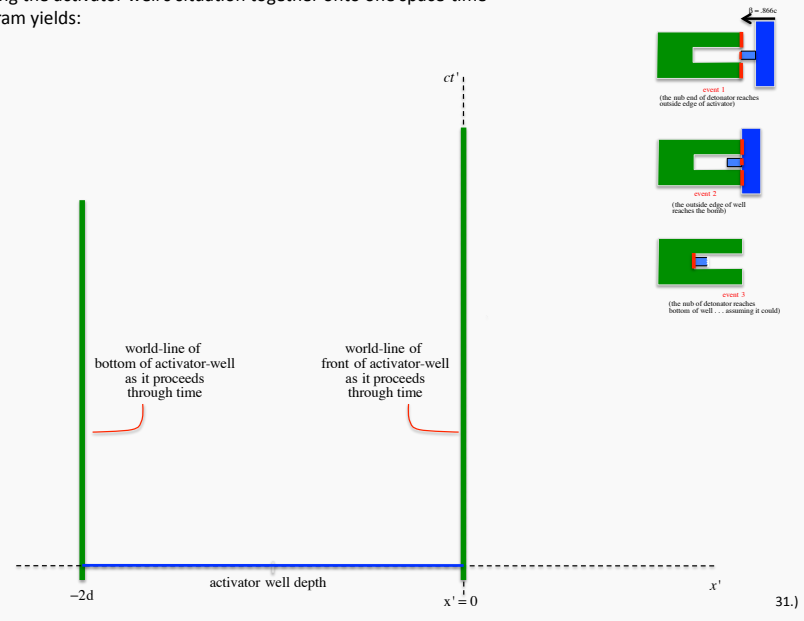 ng the activator well's situation together onto one space-time
ram yields:
β = .866c
event 1
(the nub end of detonator reaches
outside edge of activator)
ct'
event 2
(the outside edge of well
reaches the bomb)
event 3
(the nub of detonator reaches
bottom of well . . . assuming it could)
world-line of
bottom of activator-well
as it proceeds
through time
world-line of
front of activator-well
as it proceeds
through time
activator well depth
x'
−2d
x' = 0
31.)